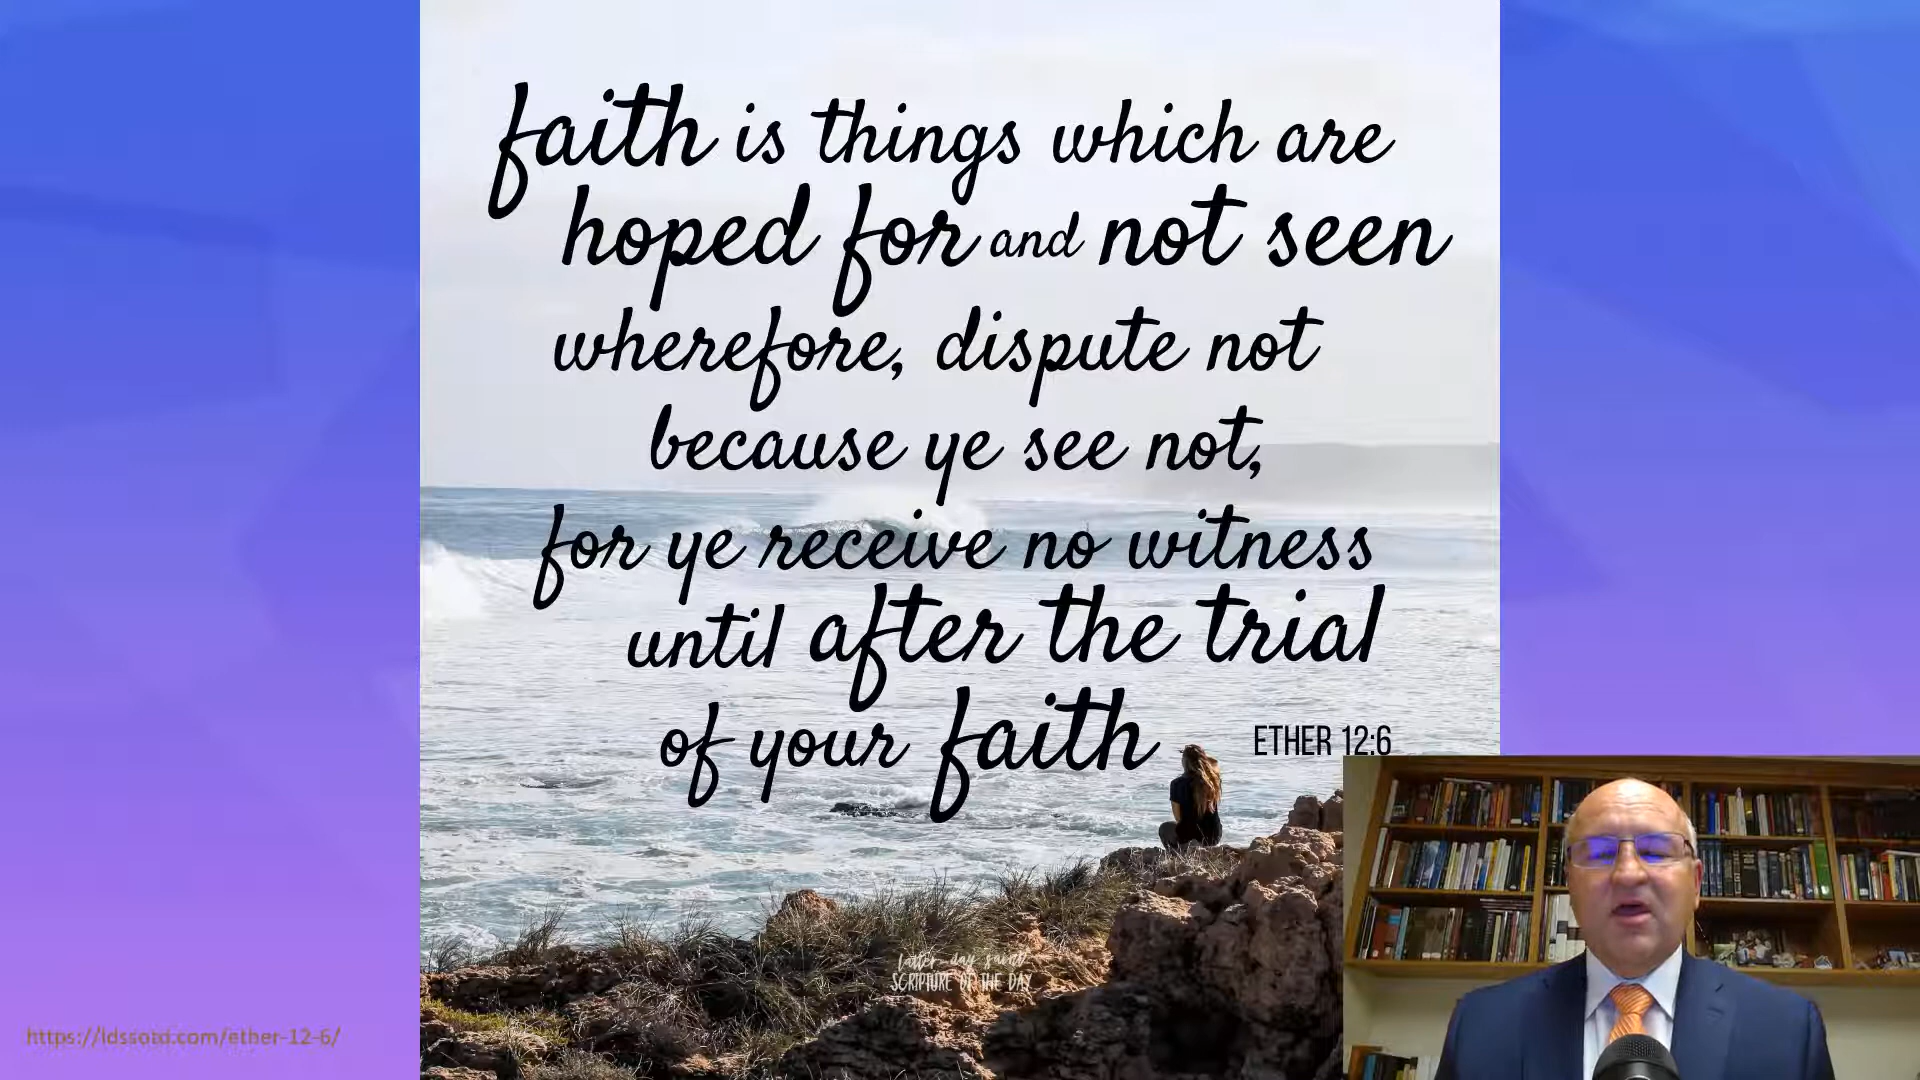 faith is things which are
hoped for and not seen
wherefore, dispute not
because ye see not,
for ye receive no witness
until after the trial
of your faith
ETHER 12:6
latter day saint
SCRIPTURE OF THE DAY
https://ldssotd.com/ether-12-6/